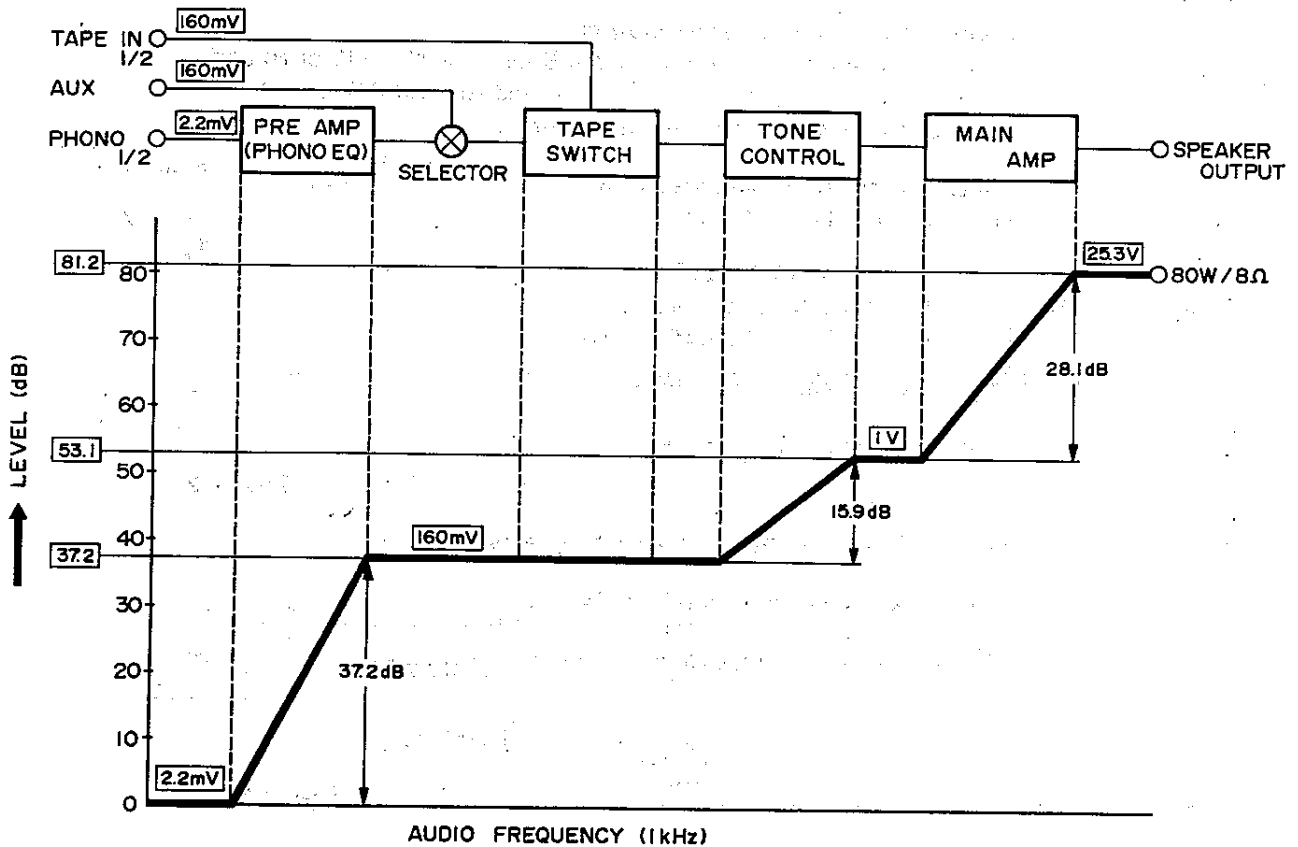 160mV
TAPE IN
1/2
160mV
AUX
2.2mV
PHONO
1/2
PRE AMP
(PHONO EQ)
SELECTOR
TAPE
SWITCH
TONE
CONTROL
MAIN
AMP
SPEAKER
OUTPUT
81.2
80
25.3V
80W/8Ω
70
28.1dB
60
53.1
1V
50
15.9dB
40
37.2
160mV
30
37.2dB
20
10
2.2mV
0
LEVEL (dB)
AUDIO FREQUENCY (1kHz)